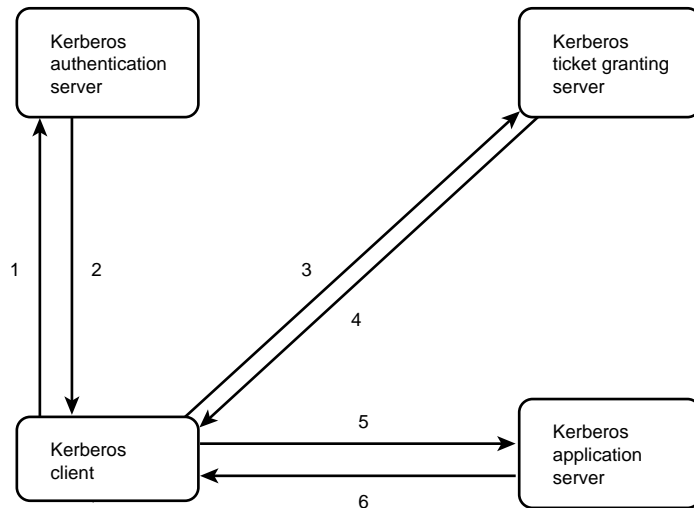 Kerberos
authentication
server
Kerberos
ticket granting
server
1
2
3
4
Kerberos
client
5
6
Kerberos
application
server